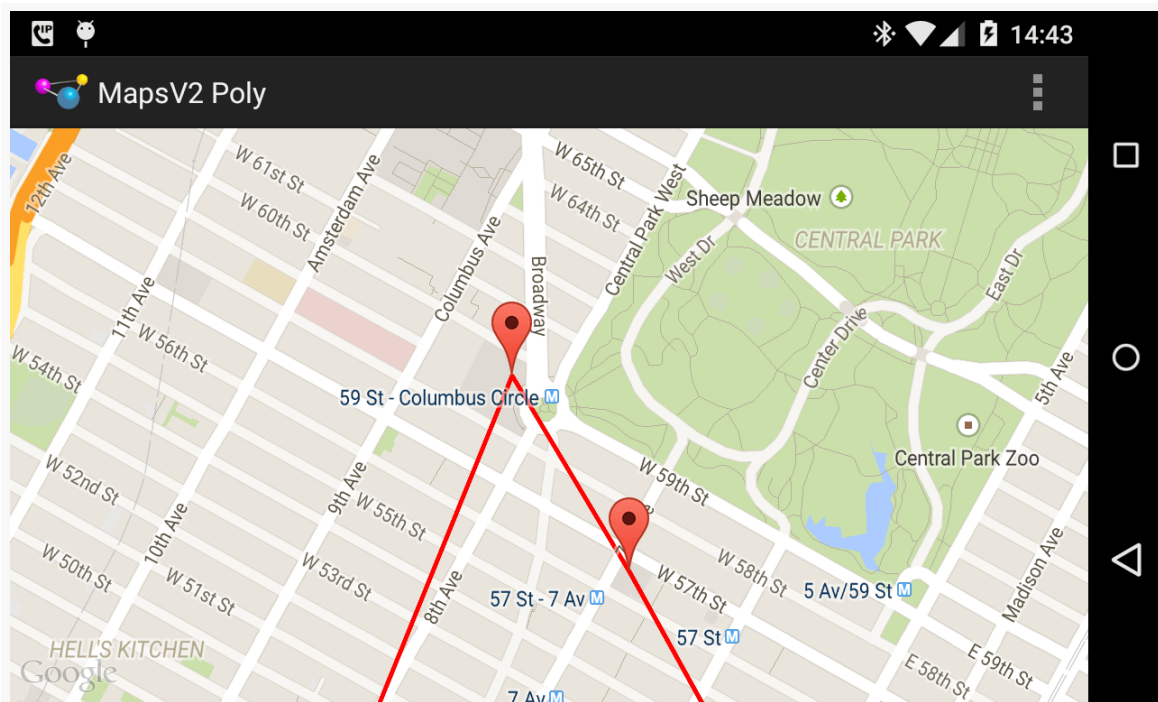 14:43
MapsV2 Poly
12th Ave
W 61st St
W 60th St
Amsterdam Ave
Columbus Ave
Broadway
W 65th St
W 64th St
Central Park West
Sheep Meadow
CENTRAL PARK
West Dr
East Dr
Center Drive
11th Ave
W 56th St
W 54th St
59 St - Columbus Circle M
5th Ave
Central Park Zoo
W 52nd St
9th Ave
W 55th St
W 59th St
10th Ave
W 50th St
W 51st St
W 53rd St
8th Ave
57 St - 7 Av M
W 57th St
W 58th St
5 Av/59 St M
Madison Ave
57 St M
HELL'S KITCHEN
Google
E 58th St
E 59th St
7 Av M